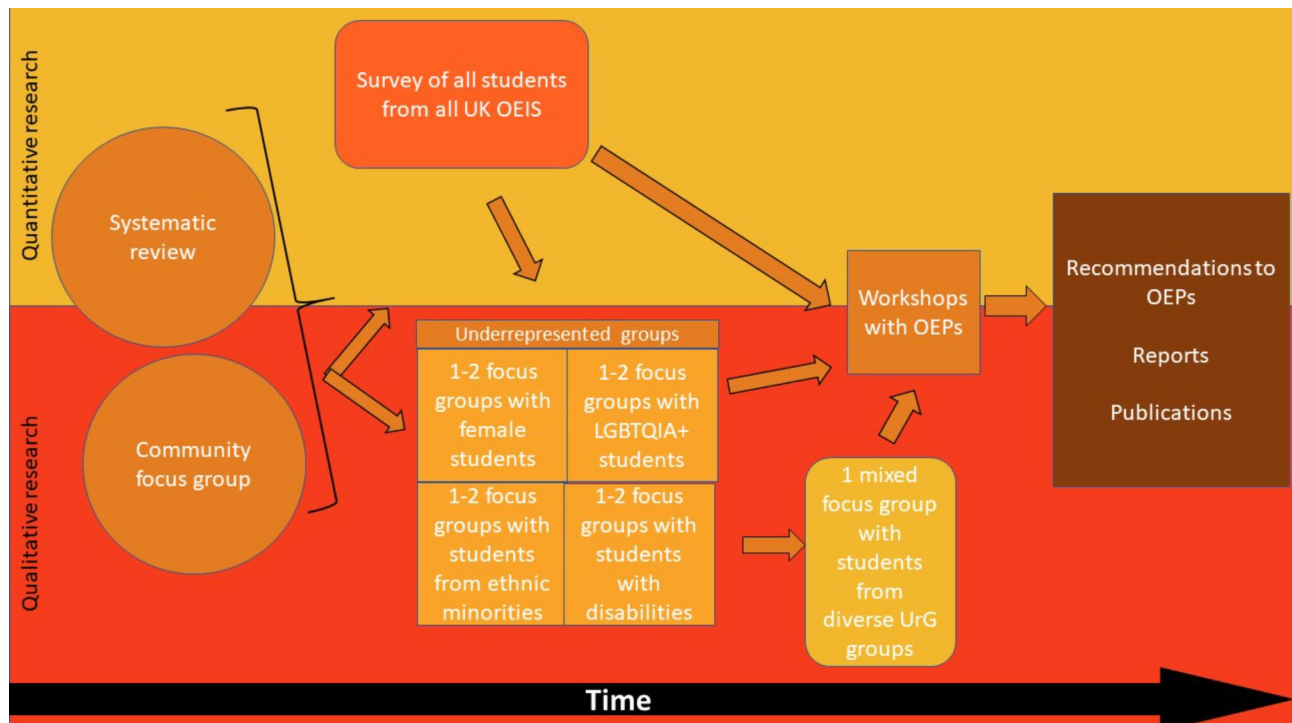 Quantitative research
Qualitative research
Systematic
review
Community
focus group
Survey of all students
from all UK OEIS
Underrepresented groups
1-2 focus
groups with
female
students
1-2 focus
groups with
LGBTQIA+
students
1-2 focus
groups with
students
from ethnic
minorities
1-2 focus
groups with
students
with
disabilities
1 mixed
focus group
with
students
from
diverse UrG
groups
Workshops
with OEPs
Recommendations to
OEPs
Reports
Publications
Time